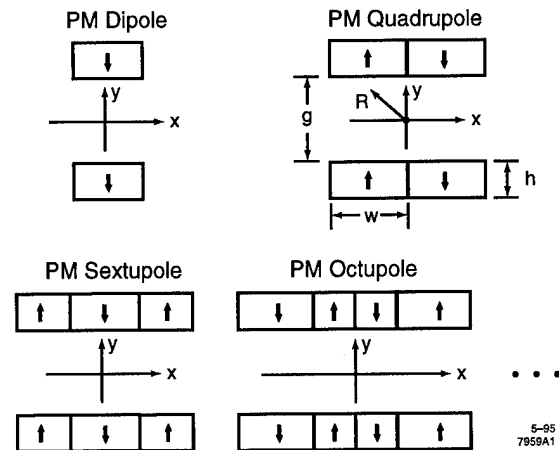 PM Dipole
PM Quadrupole
y
x
g
R
y
x
h
w
PM Sextupole
PM Octupole
y
x
y
x
• • •
5–95
7959A1